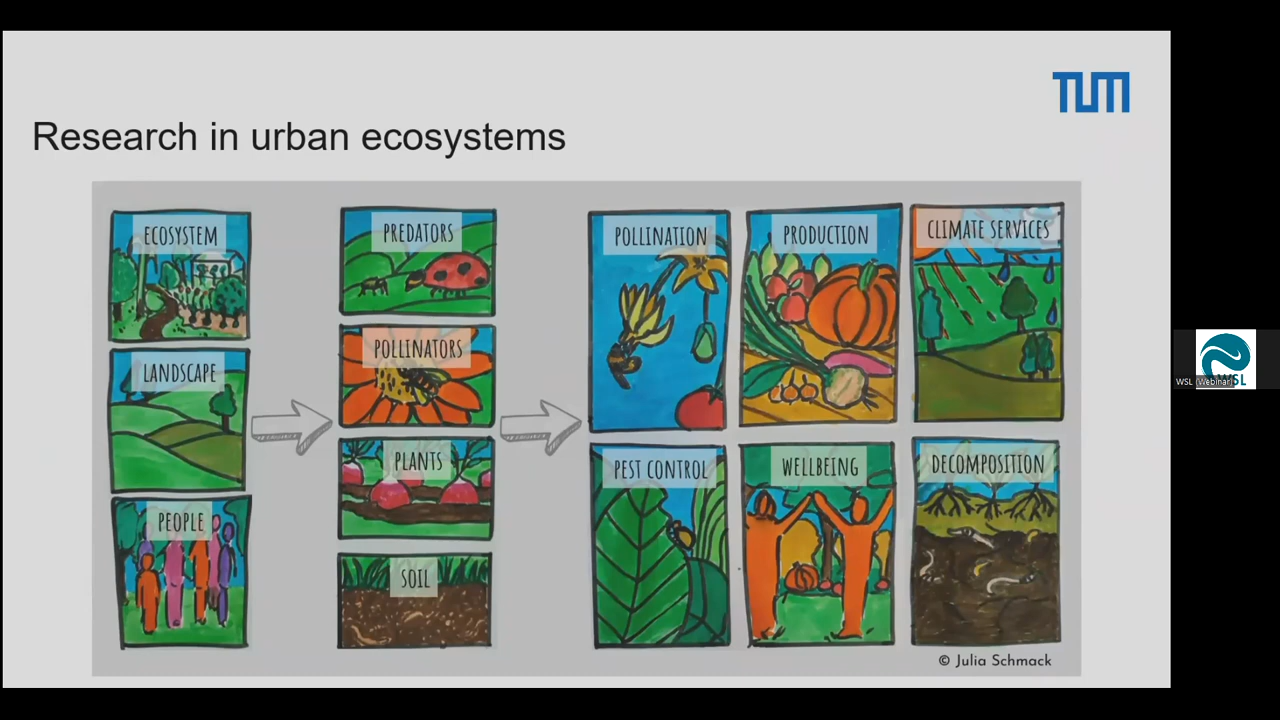 TUM
Research in urban ecosystems
ECOSYSTEM
LANDSCAPE
PEOPLE
PREDATORS
POLLINATORS
PLANTS
SOIL
POLLINATION
PRODUCTION
CLIMATE SERVICES
PEST CONTROL
WELLBEING
DECOMPOSITION
© Julia Schmack
WSL
WSL (Webinar)